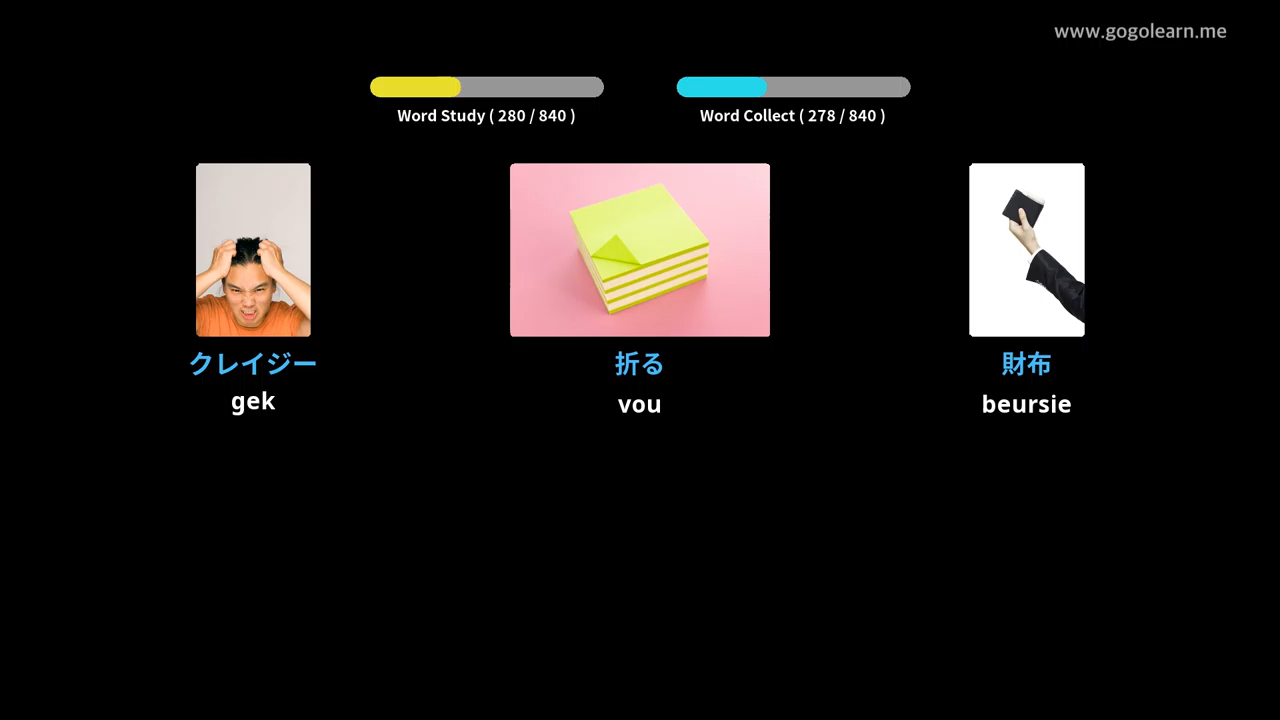 www.gogolearn.me
Word Study ( 280 / 840 )
Word Collect ( 278 / 840 )
クレイジー
gek
折る
vou
財布
beursie